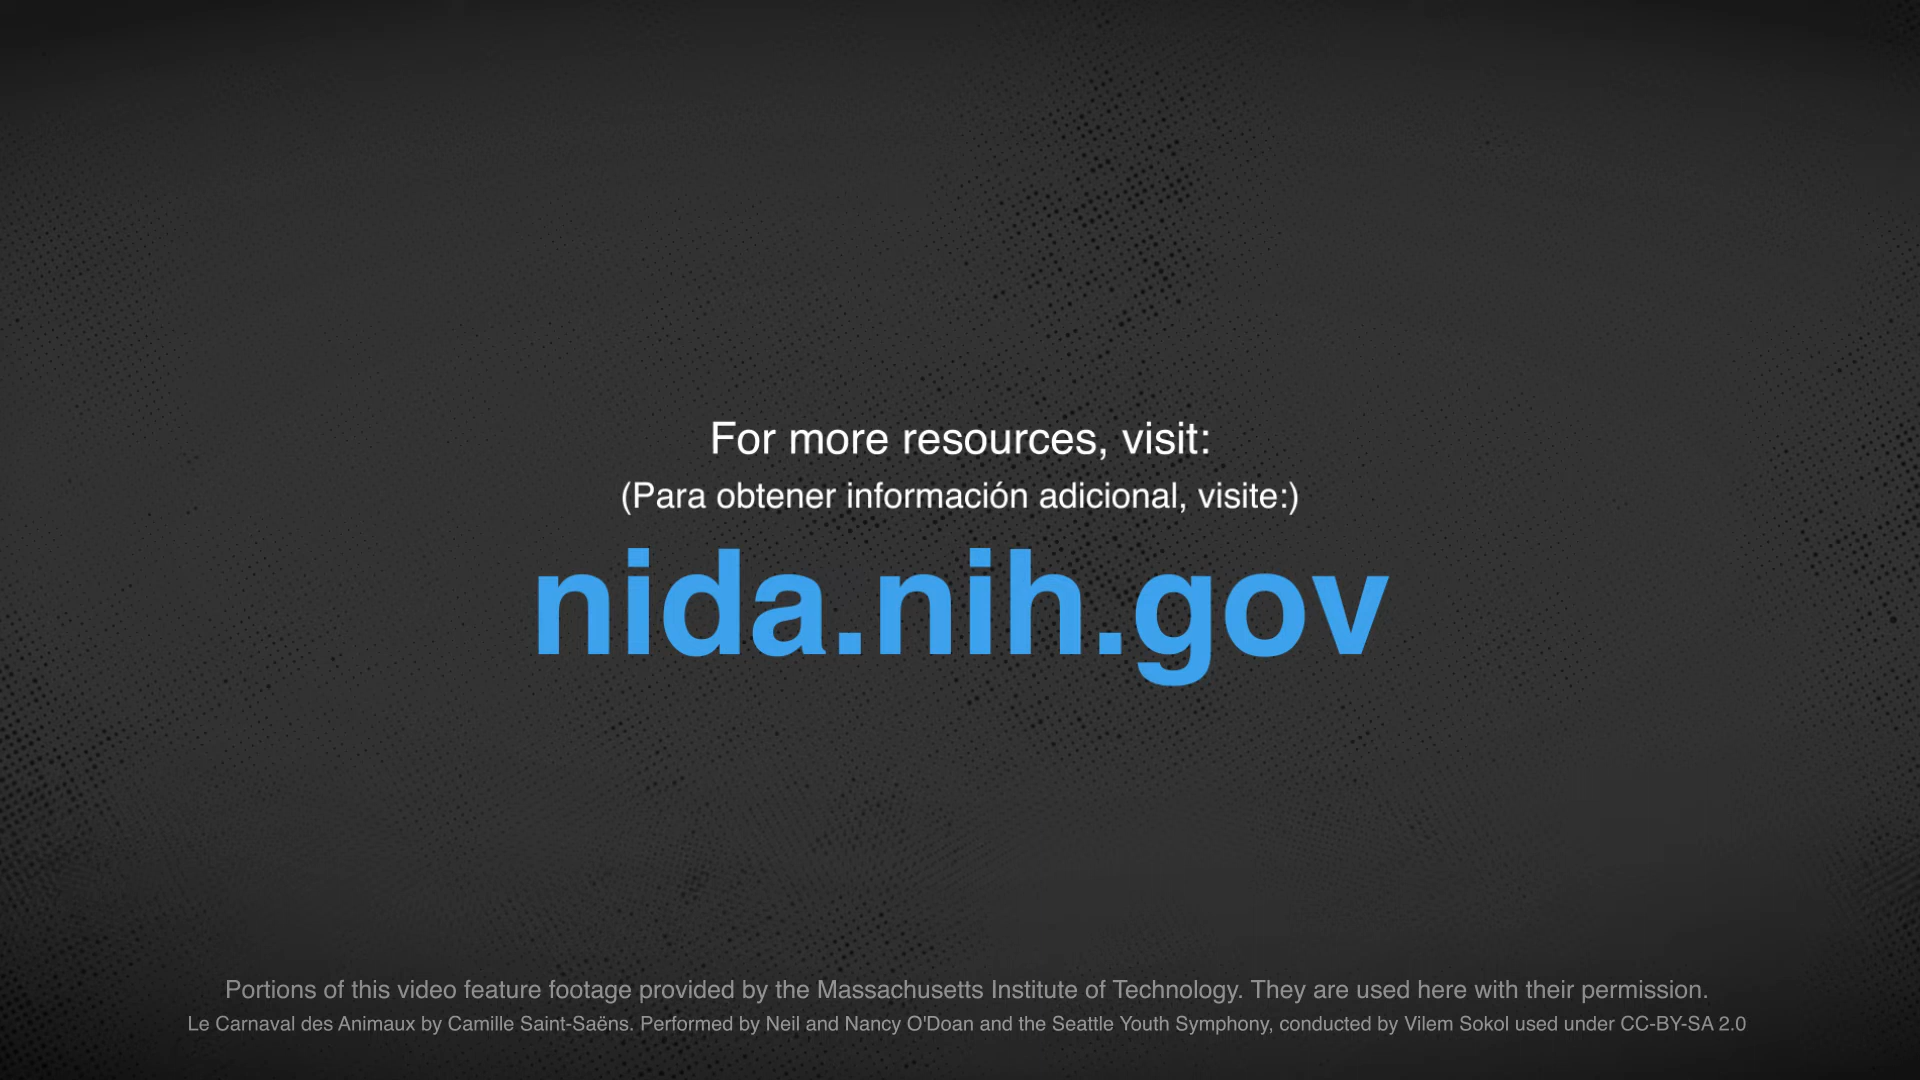 For more resources, visit:
(Para obtener información adicional, visite:)
nida.nih.gov
Portions of this video feature footage provided by the Massachusetts Institute of Technology. They are used here with their permission.
Le Carnaval des Animaux by Camille Saint-Saëns. Performed by Neil and Nancy O'Doan and the Seattle Youth Symphony, conducted by Vilem Sokol used under CC-BY-SA 2.0